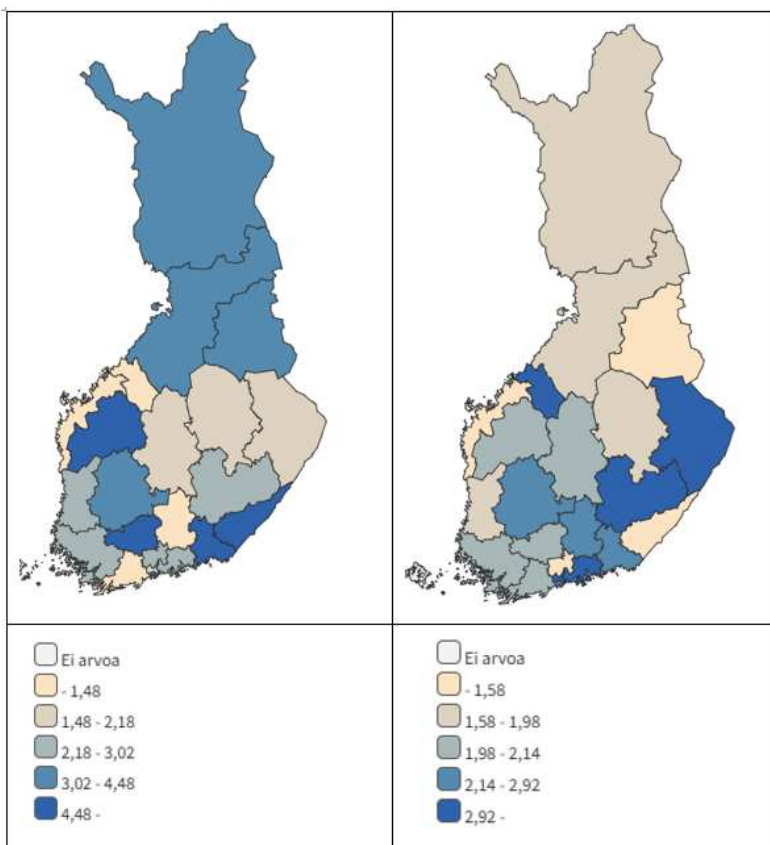 Ei arvoa
- 1,48
1,48 - 2,18
2,18 - 3,02
3,02 - 4,48
4,48 -
Ei arvoa
- 1,58
1,58 - 1,98
1,98 - 2,14
2,14 - 2,92
2,92 -